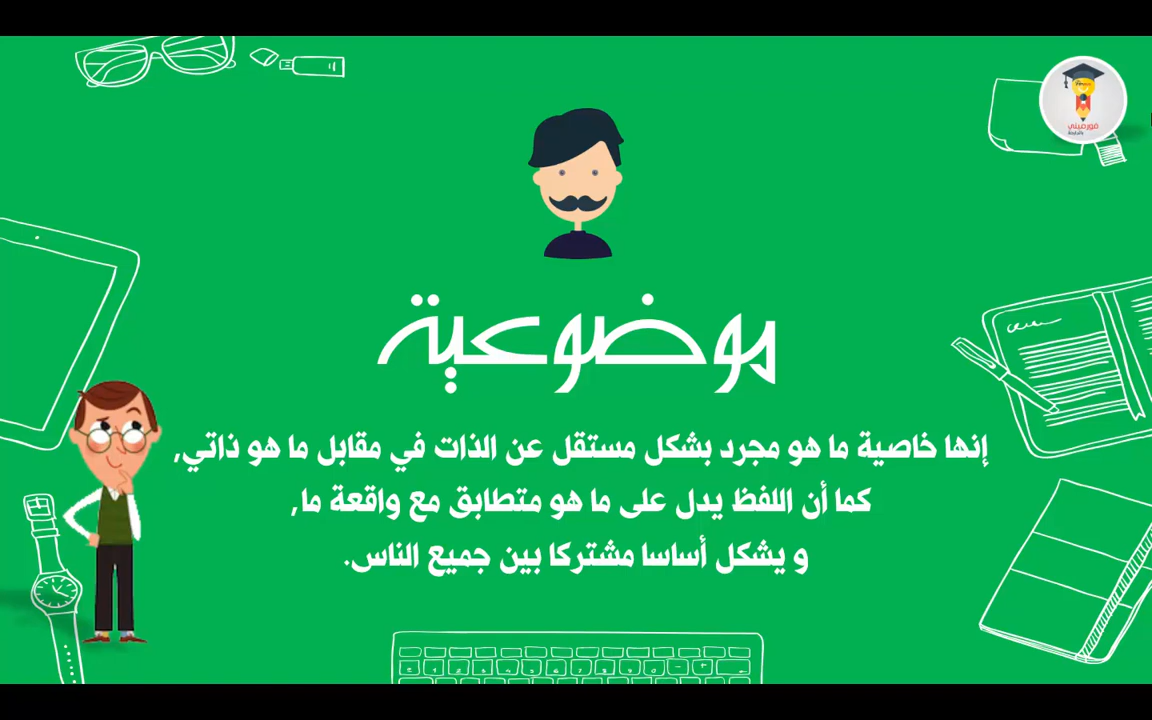 موضوعية
إنها خاصية ما هو مجرد بشكل مستقل عن الذات في مقابل ما هو ذاتي,
كما أن اللفظ يدل على ما هو متطابق مع واقعة ما,
و يشكل أساسا مشتركا بين جميع الناس.